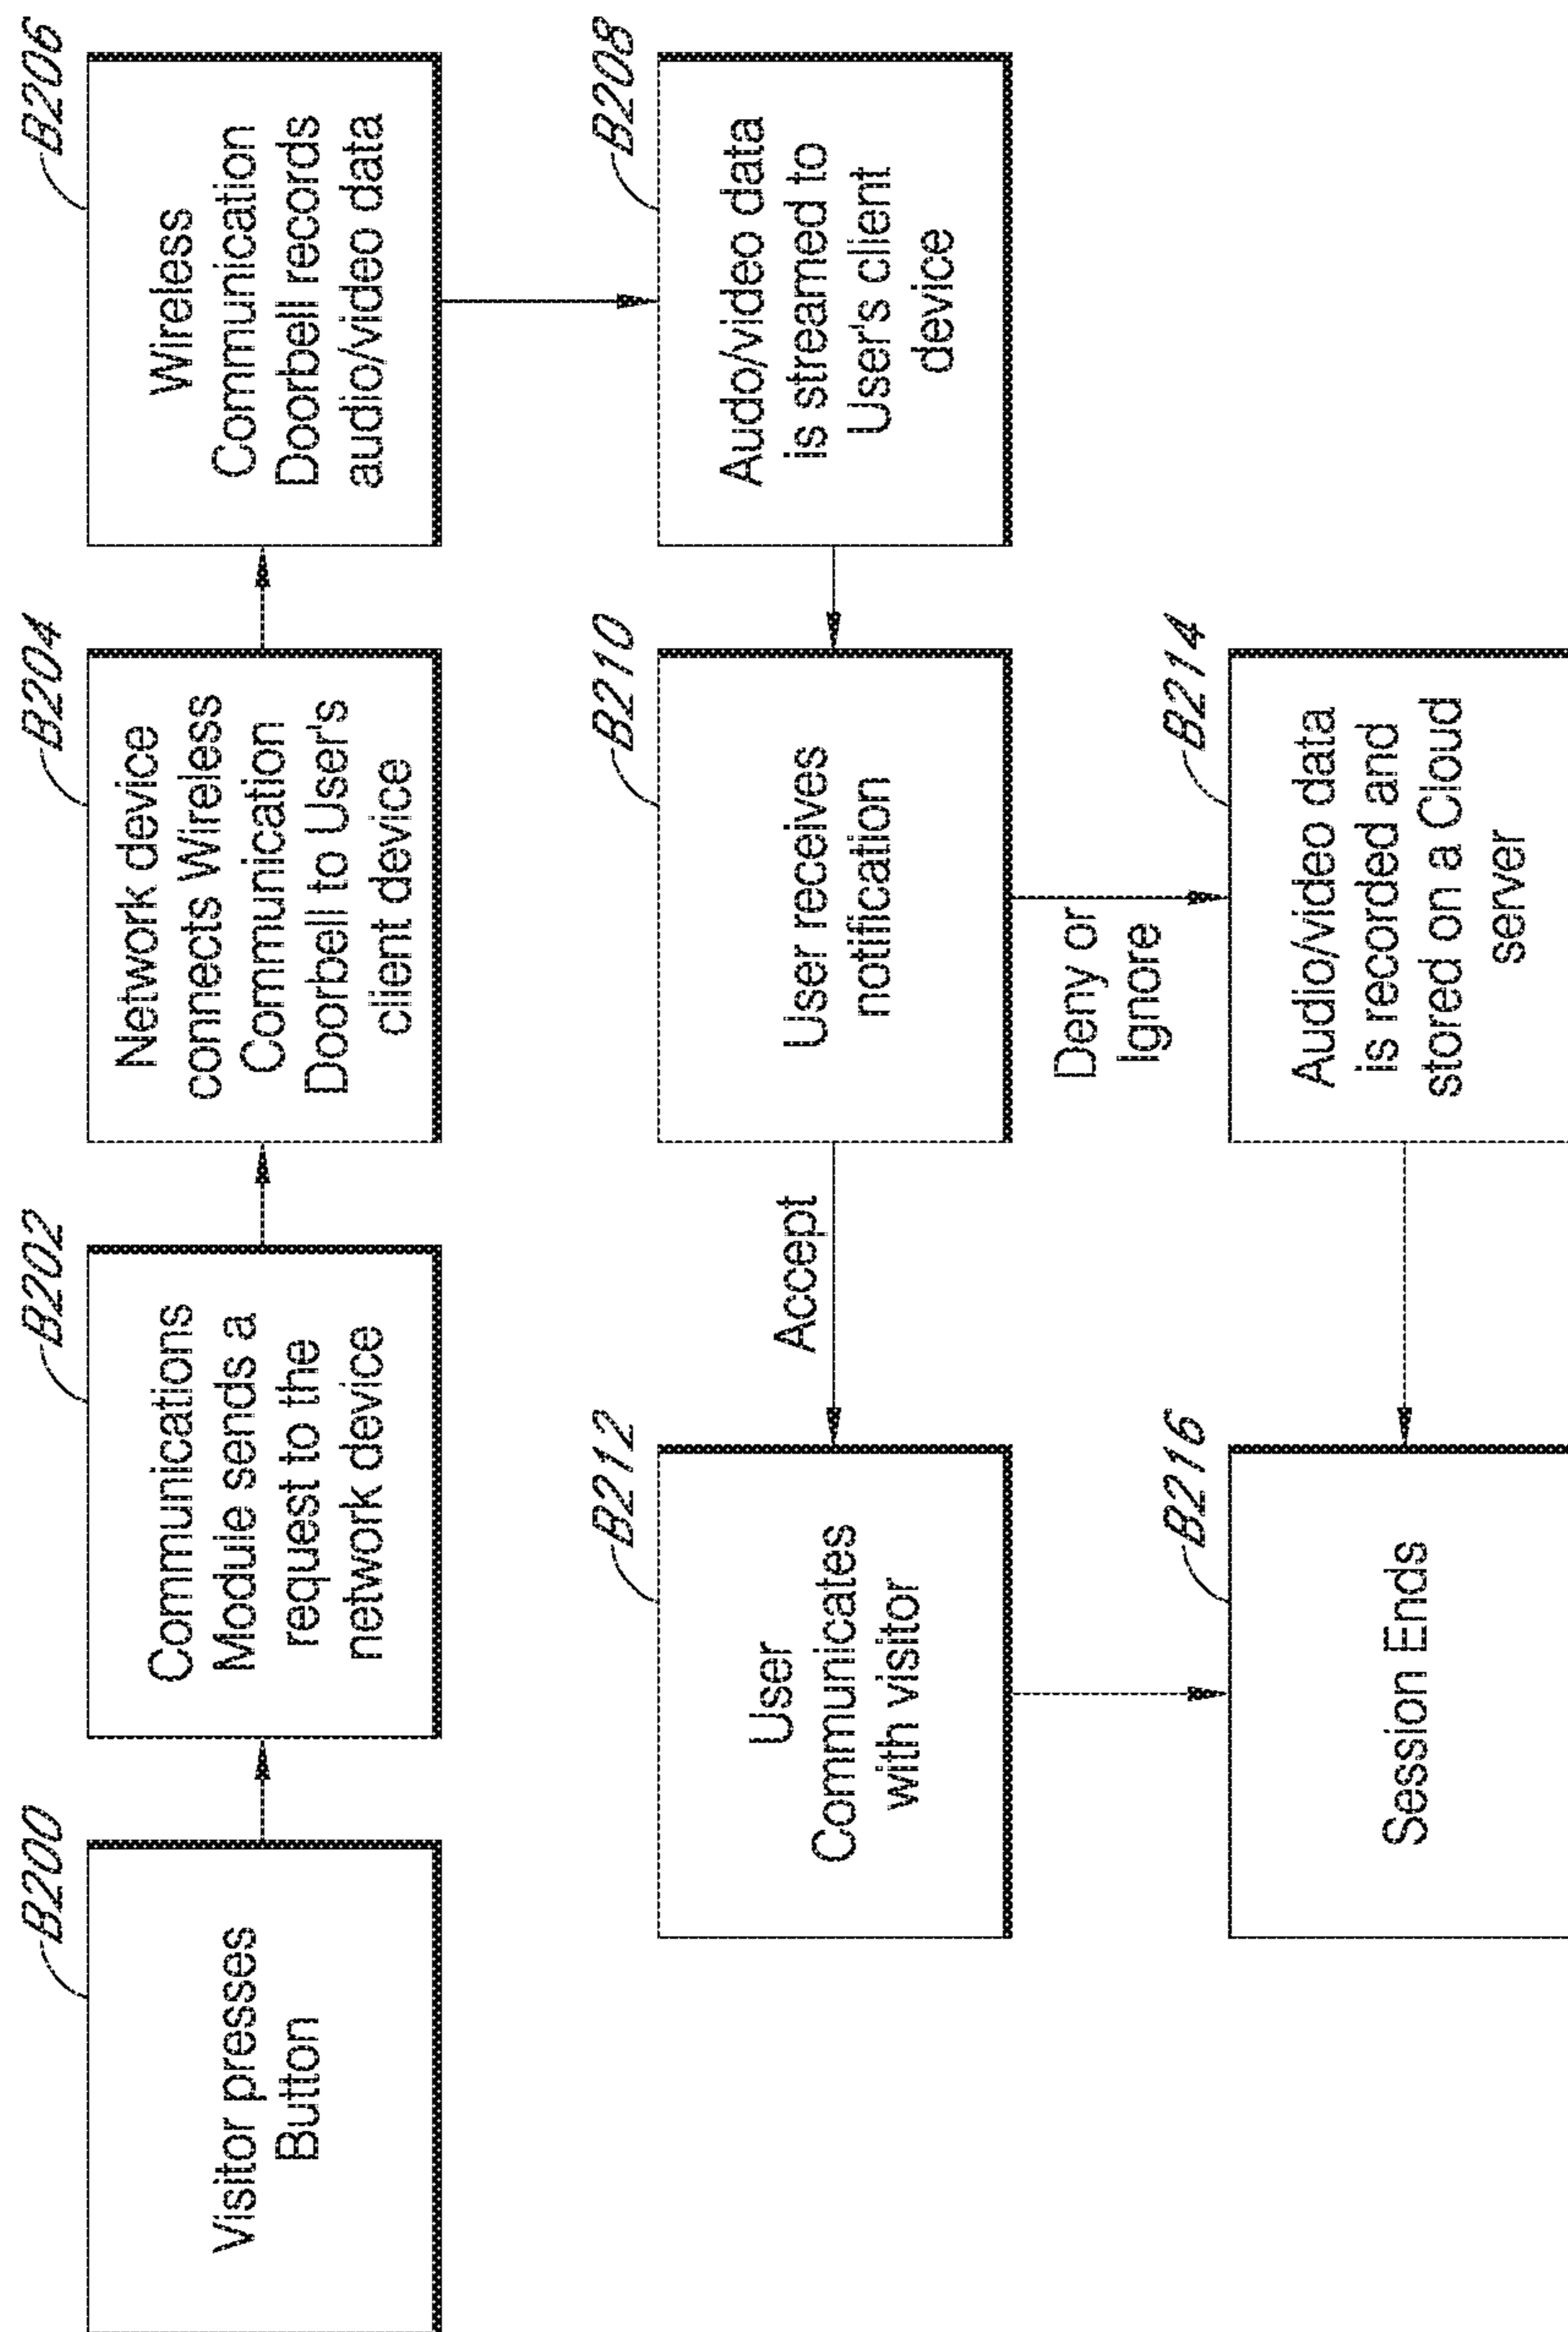 B200
Visitor presses
Button
B202
Communications
Module sends a
request to the
network device
B204
Network device
connects Wireless
Communication
Doorbell to User's
client device
B206
Wireless
Communication
Doorbell records
audio/video data
B208
Audo/video data
is streamed to
User's client
device
B210
User receives
notification
Accept
Deny or
Ignore
B212
User
Communicates
with visitor
B214
Audio/video data
is recorded and
stored on a Cloud
server
B216
Session Ends